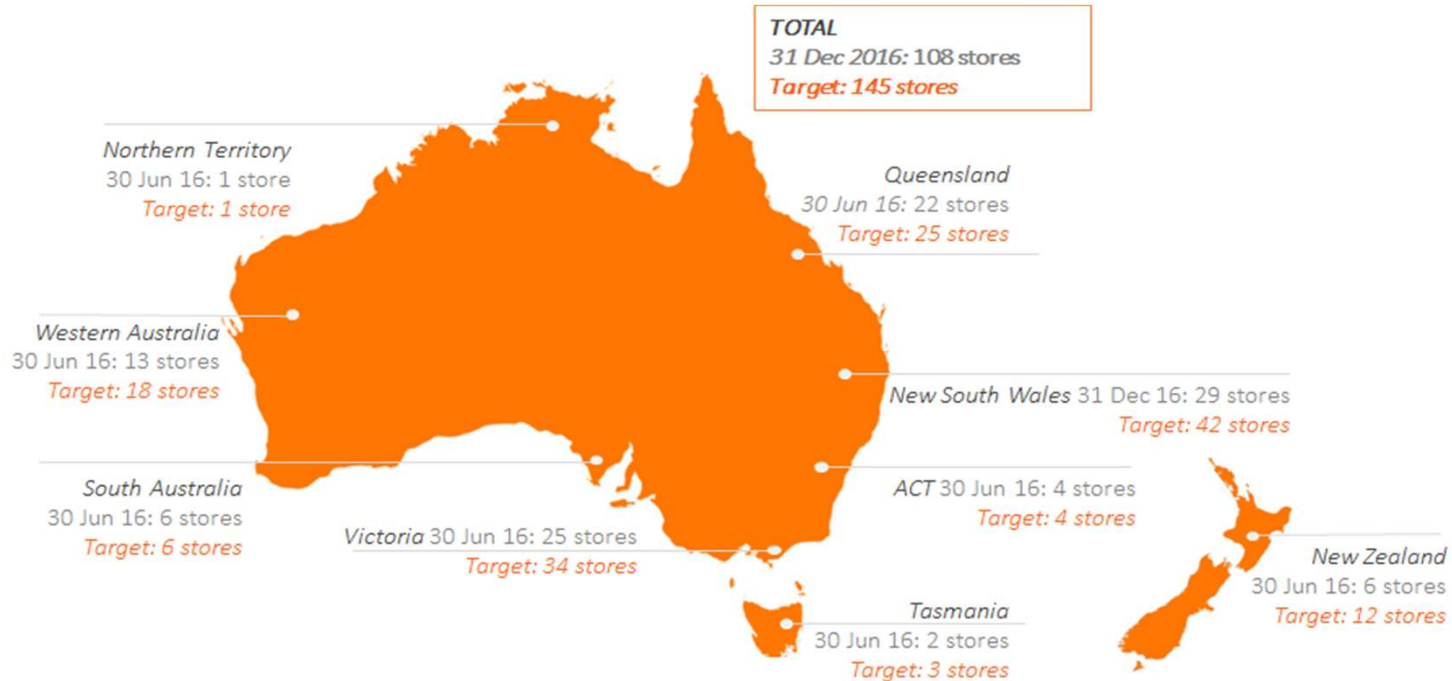 TOTAL
31 Dec 2016: 108 stores
Target: 145 stores
Northern Territory
30 Jun 16: 1 store
Target: 1 store
Queensland
30 Jun 16: 22 stores
Target: 25 stores
Western Australia
30 Jun 16: 13 stores
Target: 18 stores
New South Wales 31 Dec 16: 29 stores
Target: 42 stores
South Australia
30 Jun 16: 6 stores
Target: 6 stores
ACT 30 Jun 16: 4 stores
Target: 4 stores
Victoria 30 Jun 16: 25 stores
Target: 34 stores
New Zealand
30 Jun 16: 6 stores
Target: 12 stores
Tasmania
30 Jun 16: 2 stores
Target: 3 stores